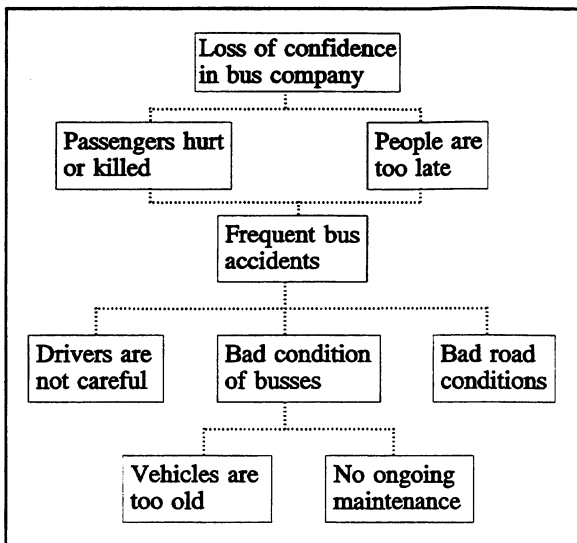 Loss of confidence
in bus company
Passengers hurt
or killed
People are
too late
Frequent bus
accidents
Drivers are
not careful
Bad condition
of busses
Bad road
conditions
Vehicles are
too old
No ongoing
maintenance